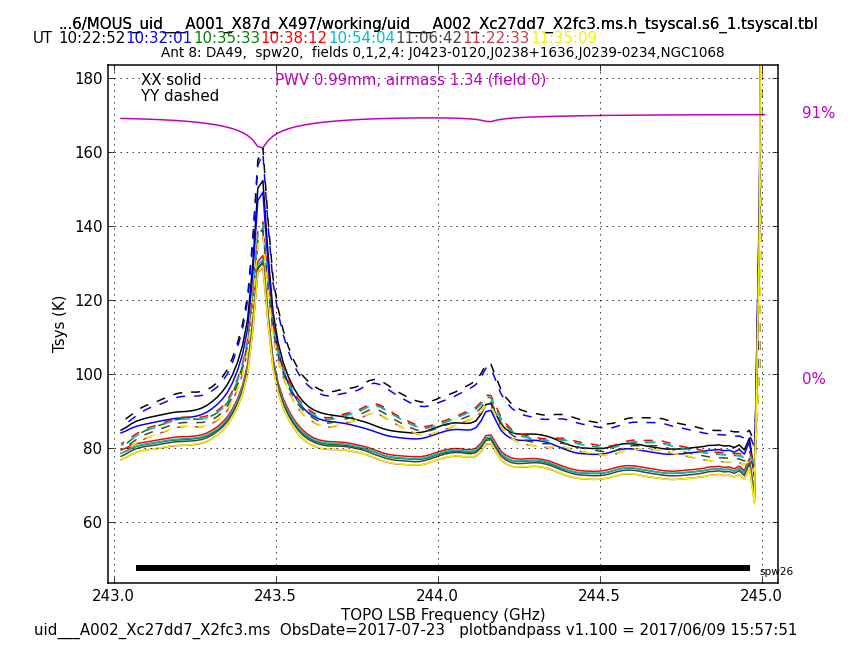 ...6/MOUS_uid___A001_X87d_X497/working/uid___A002_Xc27dd7_X2fc3.ms.h_tsyscal.s6_1.tsyscal.tbl
UT 10:22:52 10:32:01 10:35:33 10:38:12 10:54:04 11:06:42 11:22:33 11:35:09
Ant 8: DA49,  spw20,  fields 0,1,2,4: J0423-0120,J0238+1636,J0239-0234,NGC1068
XX solid
YY dashed
PWV 0.99mm, airmass 1.34 (field 0)
91%
0%
Tsys (K)
180
160
140
120
100
80
60
spw26
243.0 243.5 244.0 244.5 245.0
TOPO LSB Frequency (GHz)
uid___A002_Xc27dd7_X2fc3.ms  ObsDate=2017-07-23   plotbandpass v1.100 = 2017/06/09 15:57:51